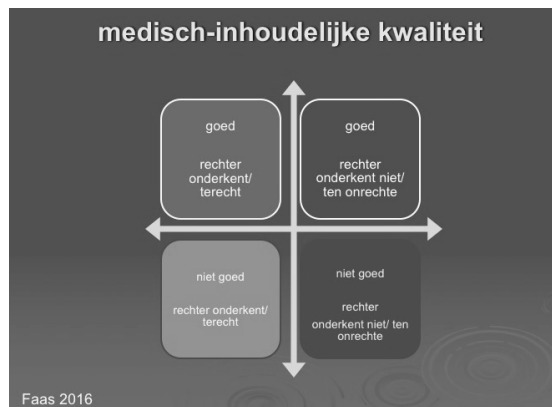 medisch-inhoudelijke kwaliteit
goed
rechter
onderkent/
terecht
goed
rechter
onderkent niet/
ten onrechte
niet goed
rechter onderkent/
terecht
niet goed
rechter
onderkent niet/ ten
onrechte
Faas 2016